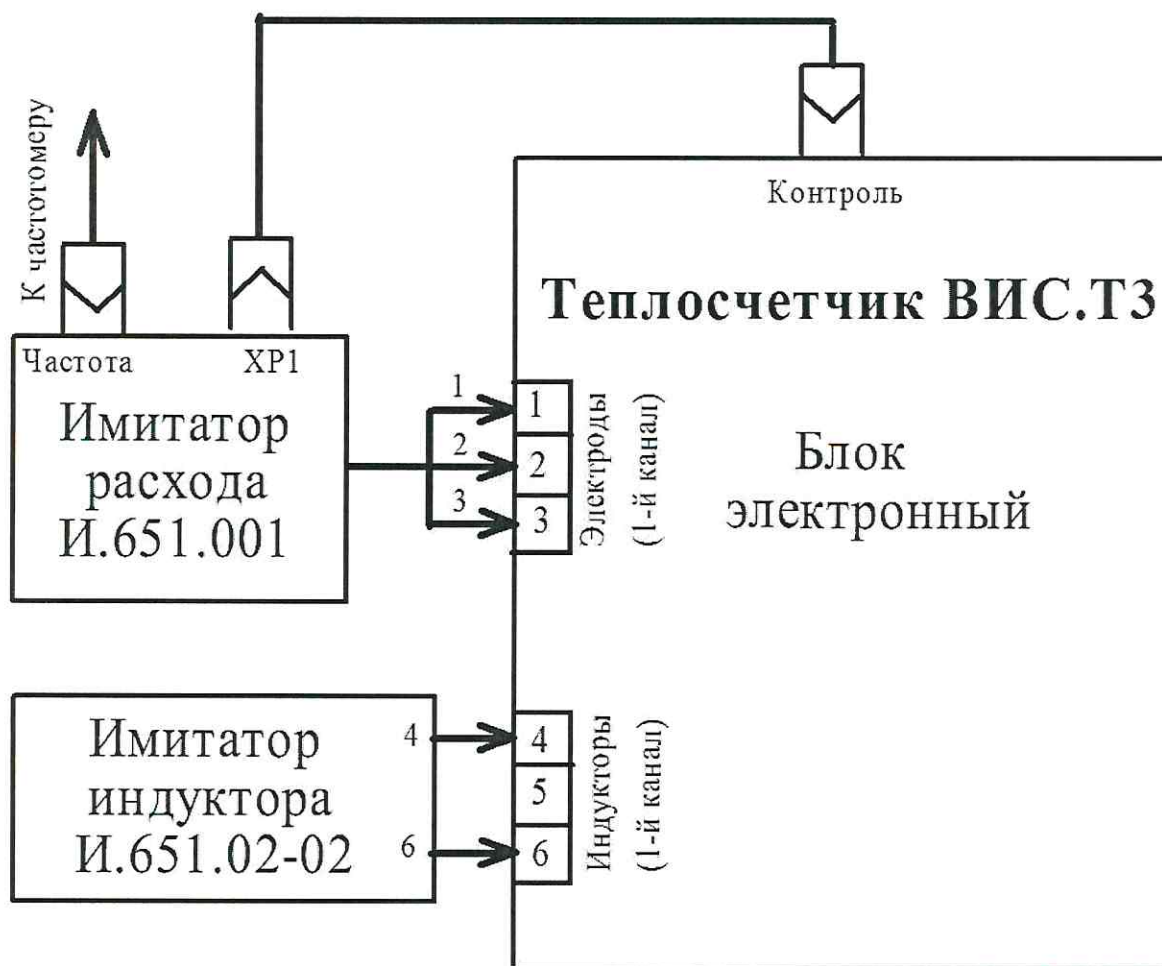 К частотомеру
Контроль
Теплосчетчик ВИС.Т3
Частота
ХР1
Имитатор
расхода
И.651.001
1
2
3
1
2
3
Электроды
(1-й канал)
Блок
электронный
Имитатор
индуктора
И.651.02-02
4
6
4
5
6
Индукторы
(1-й канал)